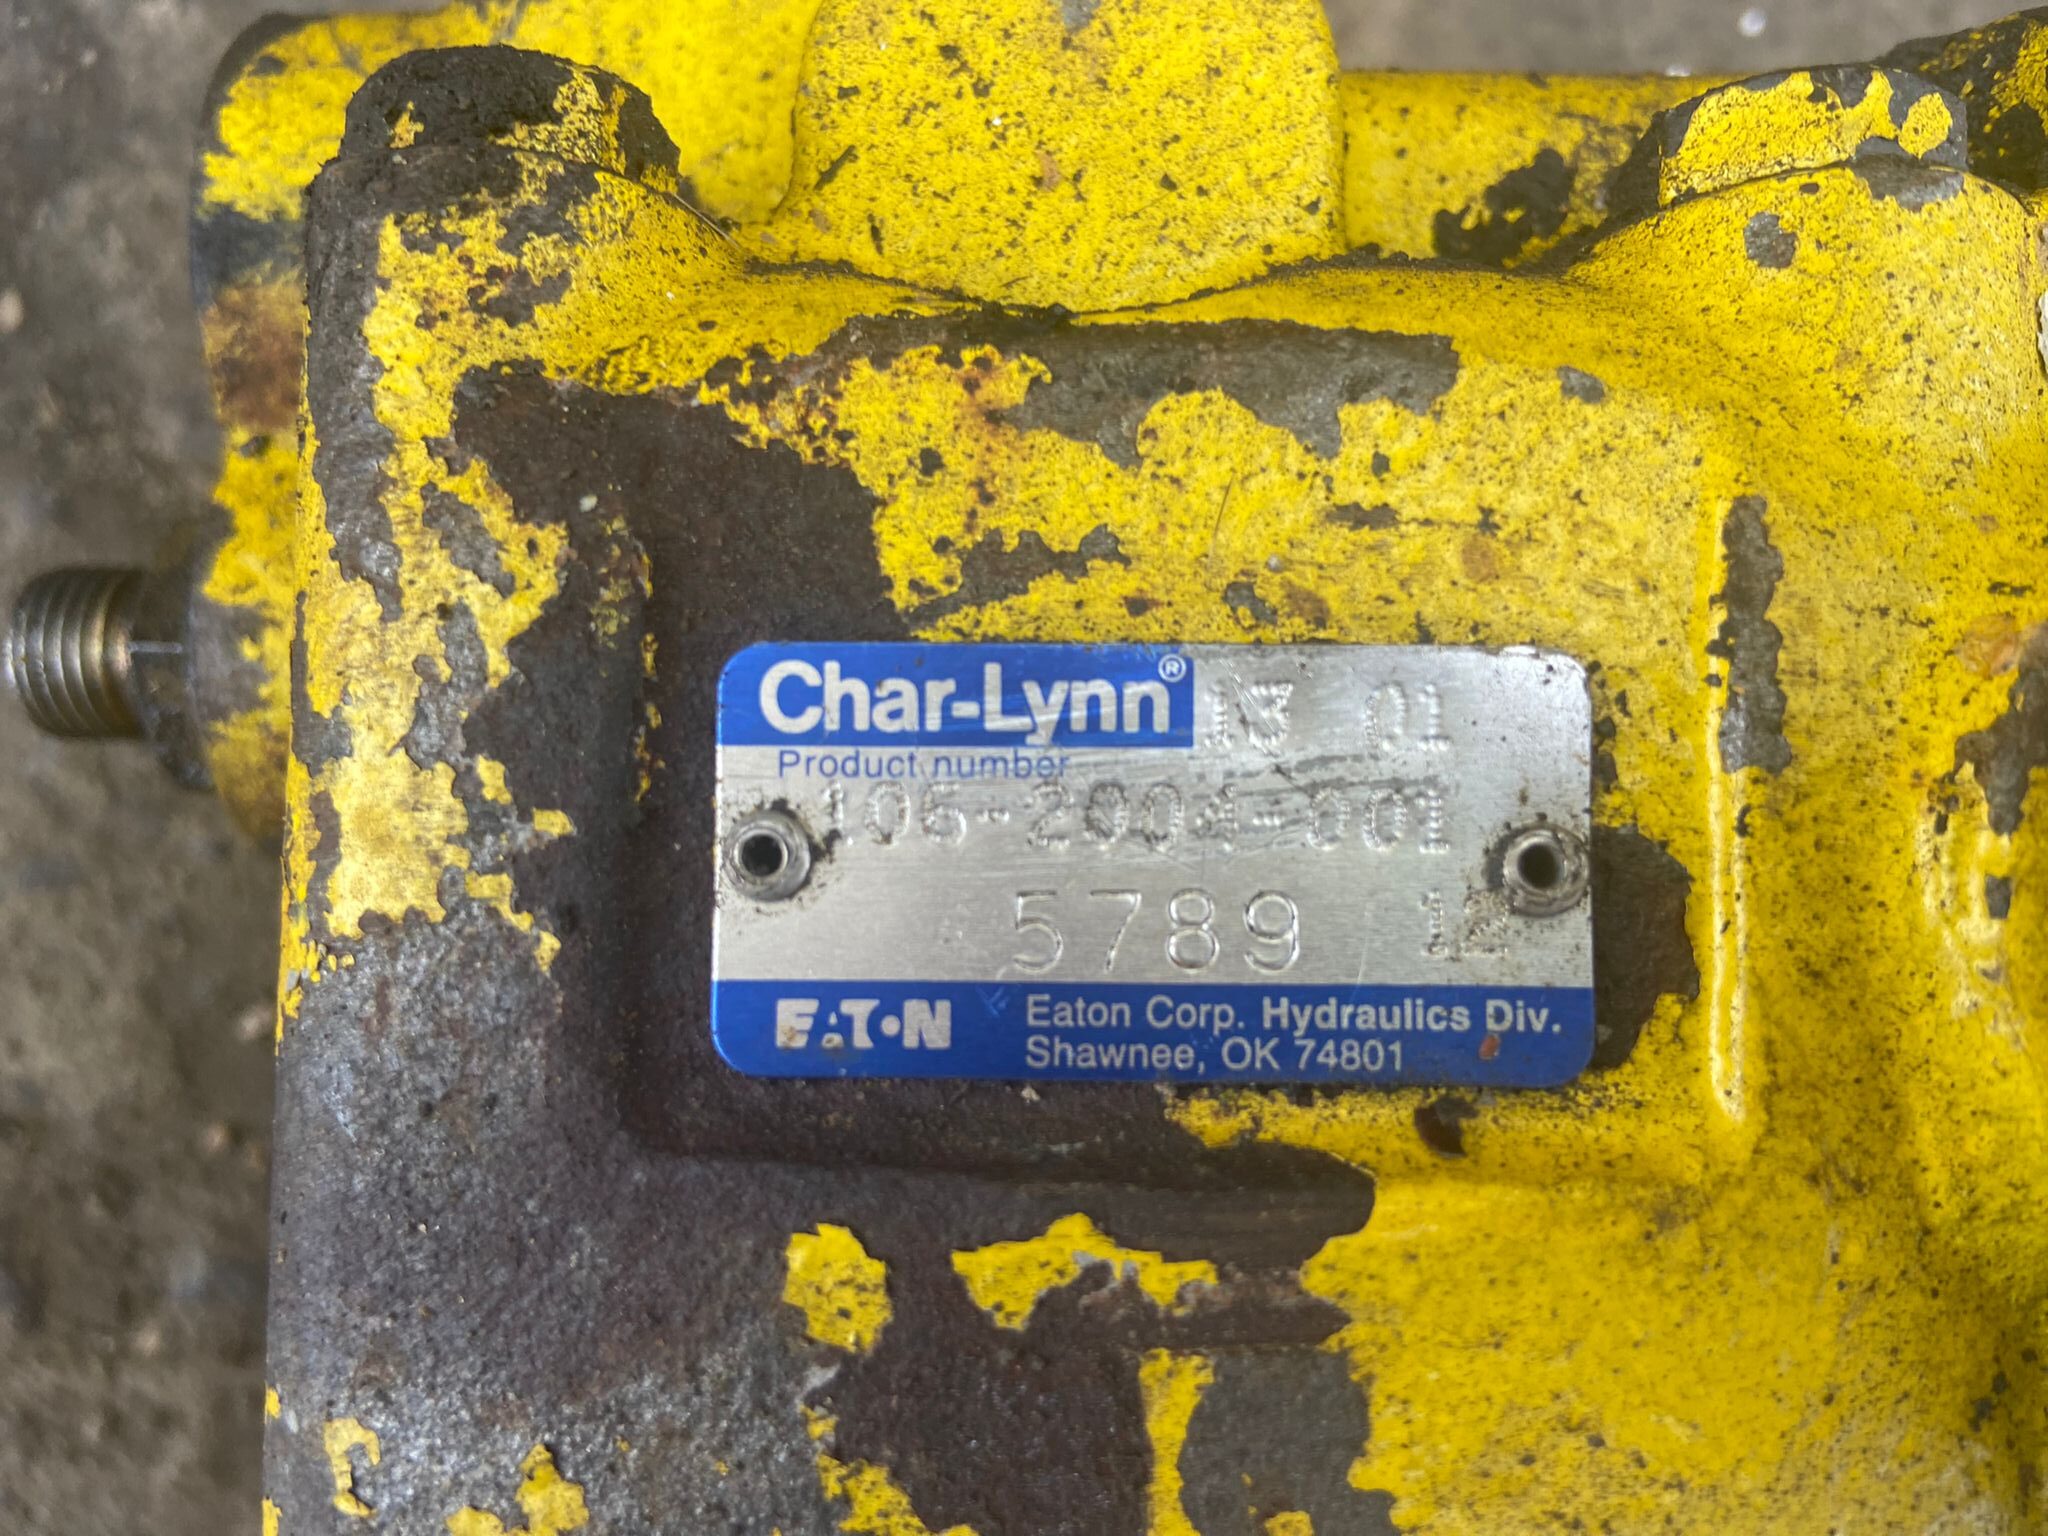 Char-Lynn® 13 01
Product number
106-2004-001
5789 12
EATON Eaton Corp. Hydraulics Div.
Shawnee, OK 74801